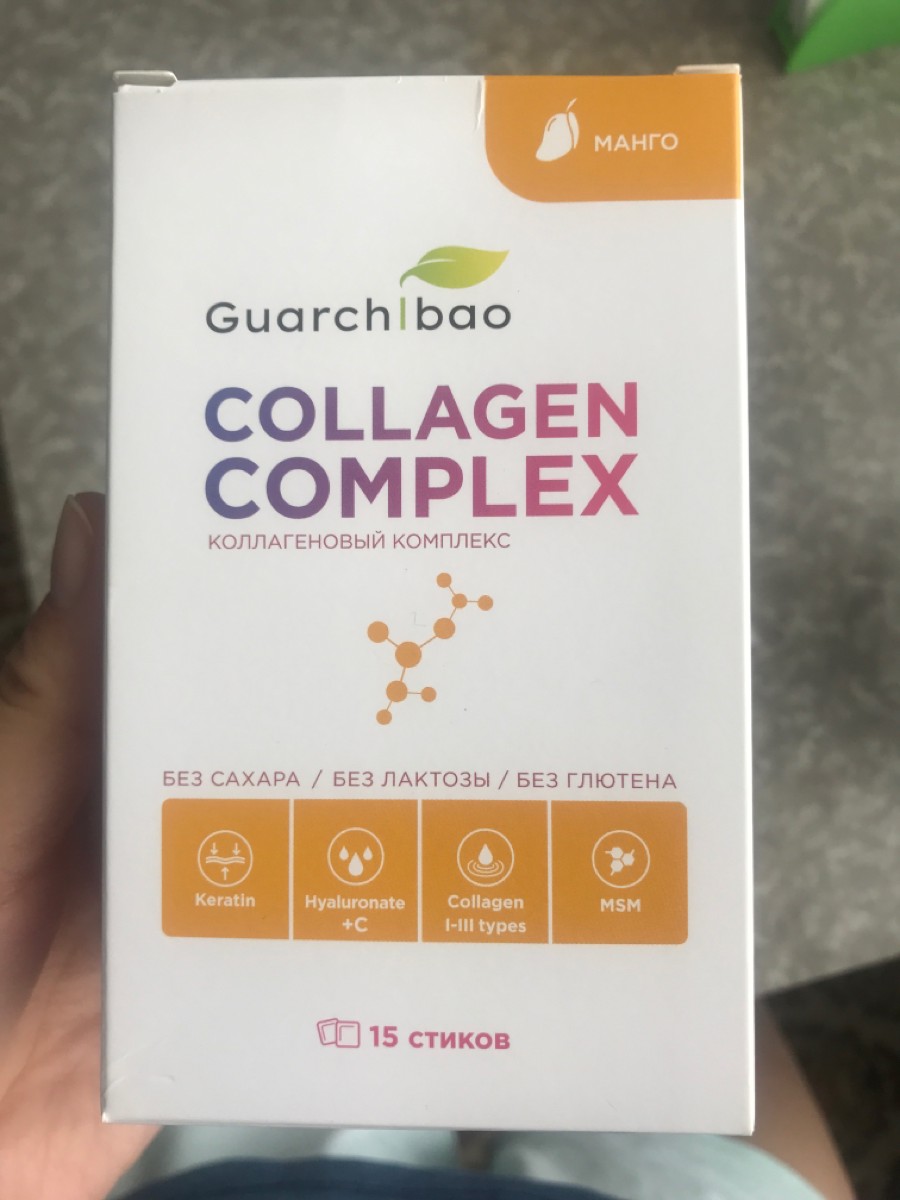 МАНГО
Guarchibao
COLLAGEN
COMPLEX
КОЛЛАГЕНОВЫЙ КОМПЛЕКС
БЕЗ САХАРА / БЕЗ ЛАКТОЗЫ / БЕЗ ГЛЮТЕНА
Keratin
Hyaluronate
+C
Collagen
I-III types
MSM
15 СТИКОВ